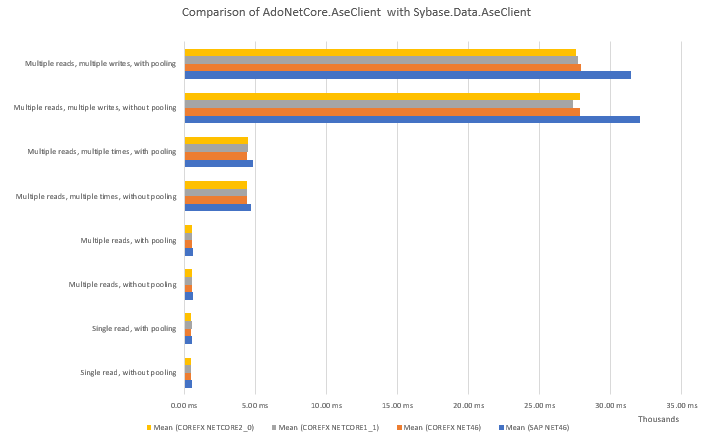 Comparison of AdoNetCore.AseClient with Sybase.Data.AseClient
Multiple reads, multiple writes, with pooling
Multiple reads, multiple writes, without pooling
Multiple reads, multiple times, with pooling
Multiple reads, multiple times, without pooling
Multiple reads, with pooling
Multiple reads, without pooling
Single read, with pooling
Single read, without pooling
0.00 ms 5.00 ms 10.00 ms 15.00 ms 20.00 ms 25.00 ms 30.00 ms 35.00 ms
Thousands
Mean (COREFX NETCORE2_0) Mean (COREFX NETCORE1_1) Mean (COREFX NET46) Mean (SAP NET46)